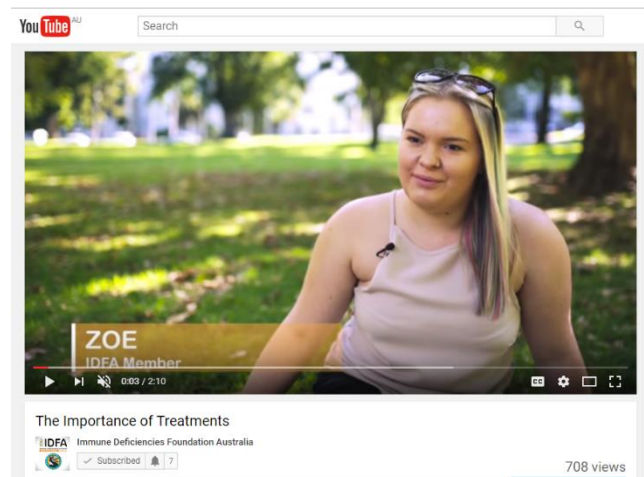 YouTube AU
Search
ZOE
IDFA Member
0:03 / 2:10
CC
The Importance of Treatments
IDFA
Immune Deficiencies Foundation Australia
Subscribed 7
708 views